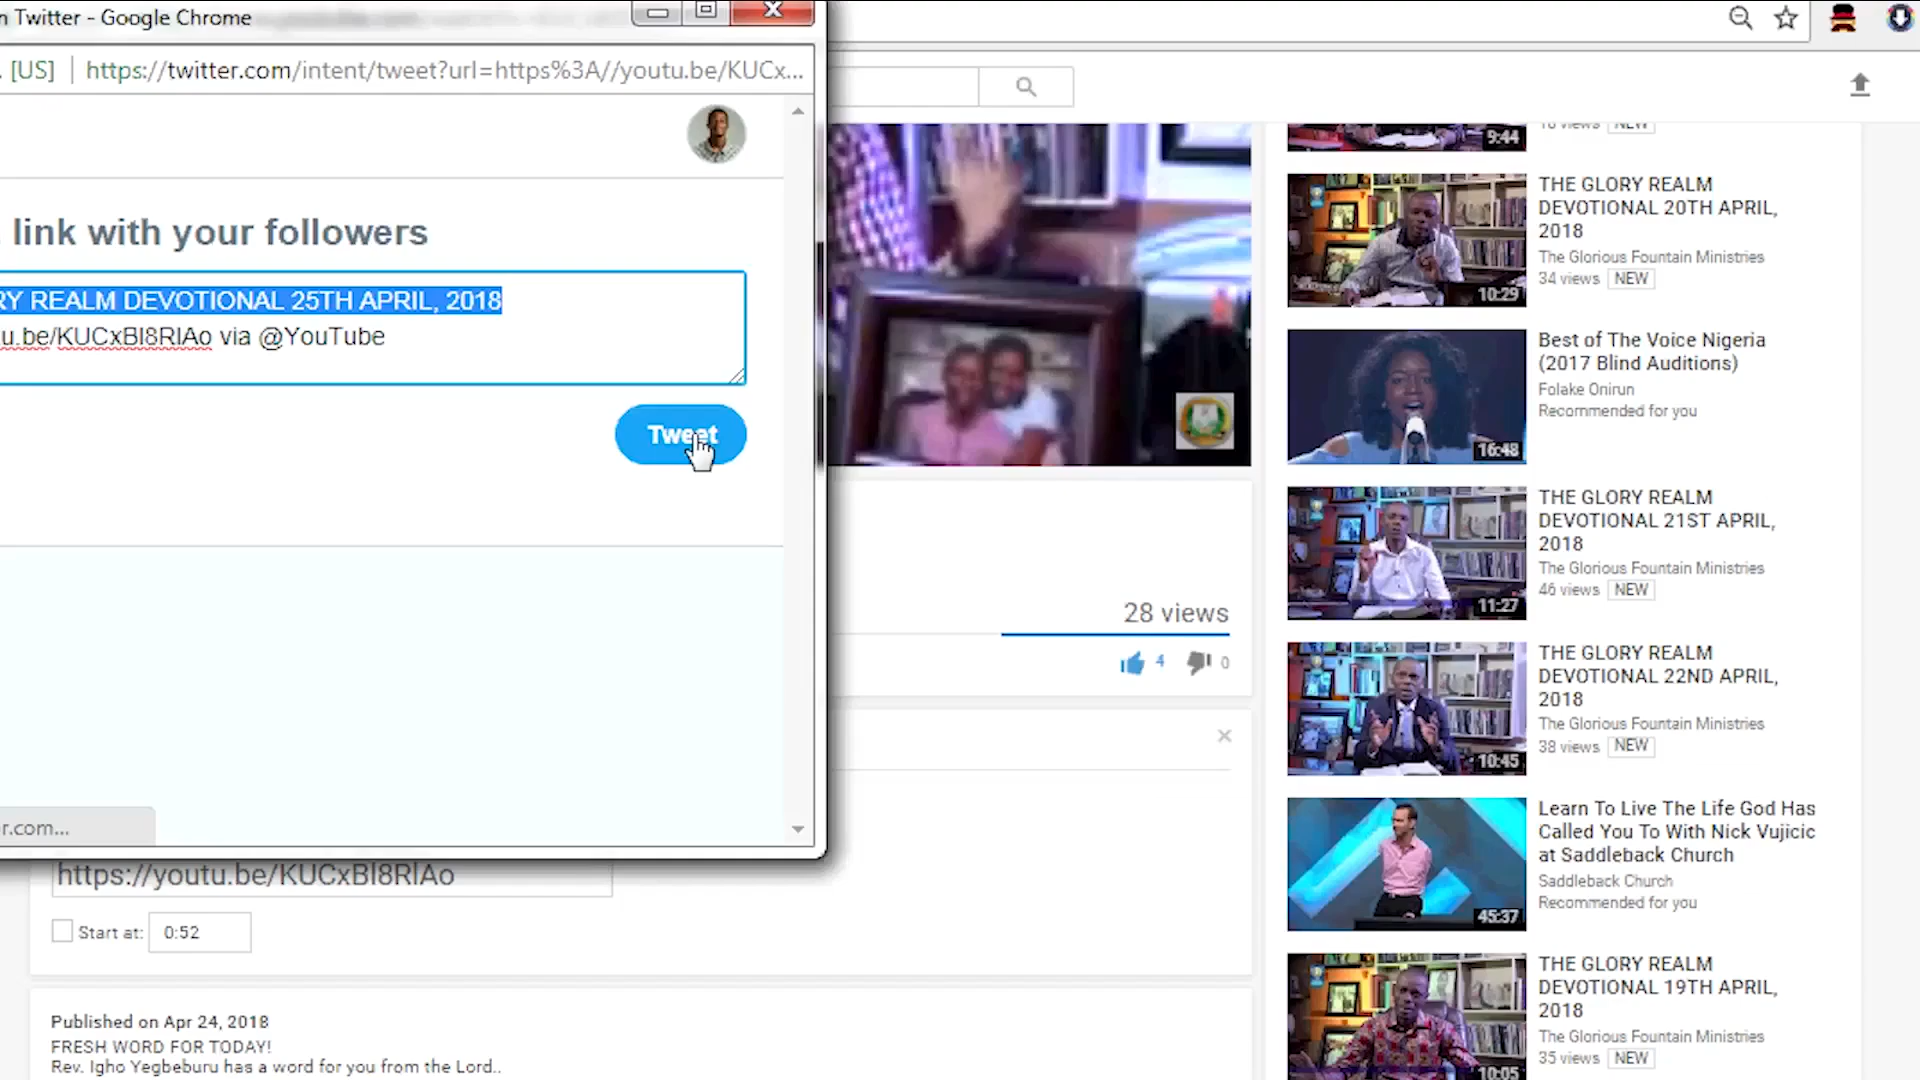 n Twitter - Google Chrome
[US] https://twitter.com/intent/tweet?url=https%3A//youtu.be/KUCx...
link with your followers
RY REALM DEVOTIONAL 25TH APRIL, 2018
u.be/KUCxBl8RlAo via @YouTube
Tweet
r.com...
https://youtu.be/KUCxBl8RlAo
Start at: 0:52
Published on Apr 24, 2018
FRESH WORD FOR TODAY!
Rev. Igho Yegbeburu has a word for you from the Lord..
28 views
4 0
9:44
views NEW
THE GLORY REALM
DEVOTIONAL 20TH APRIL,
2018
The Glorious Fountain Ministries
34 views NEW
10:29
Best of The Voice Nigeria
(2017 Blind Auditions)
Folake Onirun
Recommended for you
16:48
THE GLORY REALM
DEVOTIONAL 21ST APRIL,
2018
The Glorious Fountain Ministries
46 views NEW
11:27
THE GLORY REALM
DEVOTIONAL 22ND APRIL,
2018
The Glorious Fountain Ministries
38 views NEW
10:45
Learn To Live The Life God Has
Called You To With Nick Vujicic
at Saddleback Church
Saddleback Church
Recommended for you
45:37
THE GLORY REALM
DEVOTIONAL 19TH APRIL,
2018
The Glorious Fountain Ministries
35 views NEW
10:05